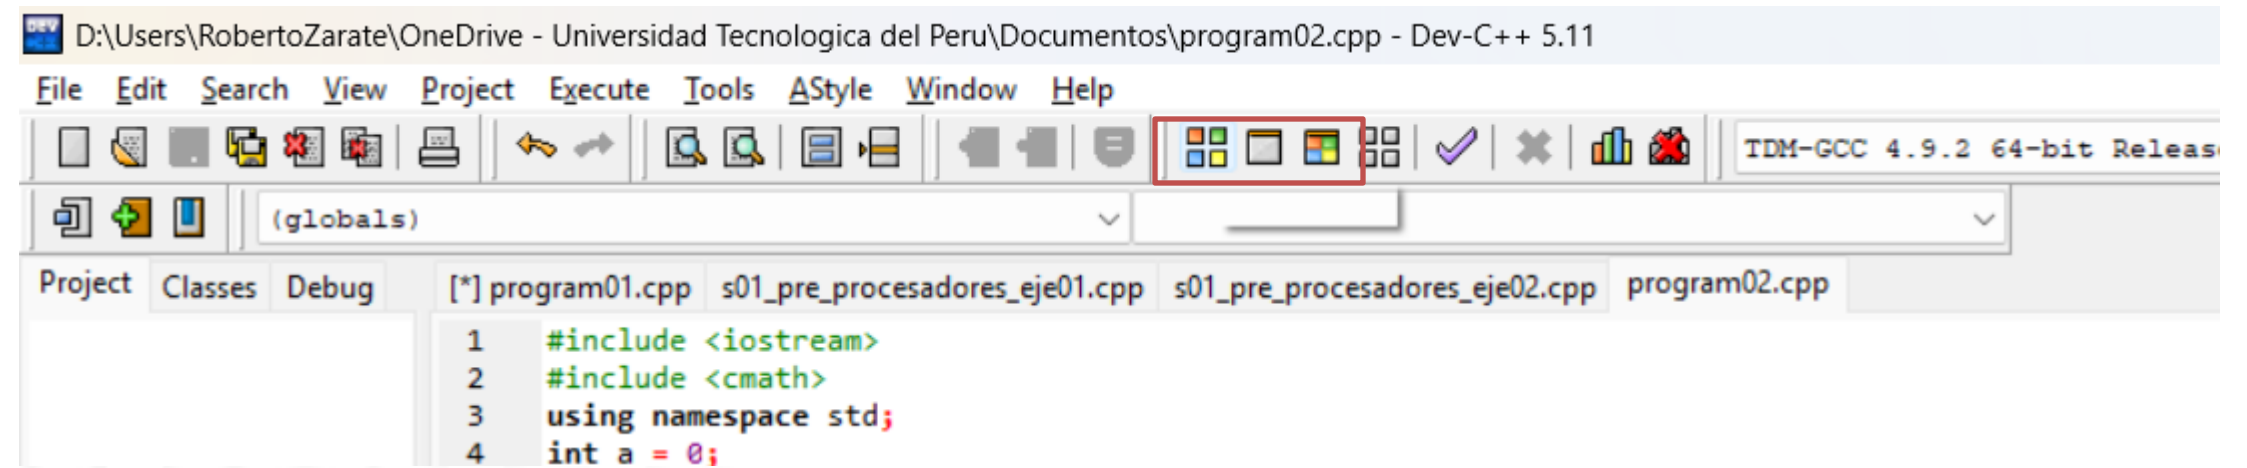 D:\Users\RobertoZarate\OneDrive - Universidad Tecnologica del Peru\Documentos\program02.cpp - Dev-C++ 5.11
File Edit Search View Project Execute Tools AStyle Window Help
TDM-GCC 4.9.2 64-bit Releas
(globals)
Project Classes Debug [*] program01.cpp s01_pre_procesadores_eje01.cpp s01_pre_procesadores_eje02.cpp program02.cpp
1 #include <iostream>
2 #include <cmath>
3 using namespace std;
4 int a = 0;